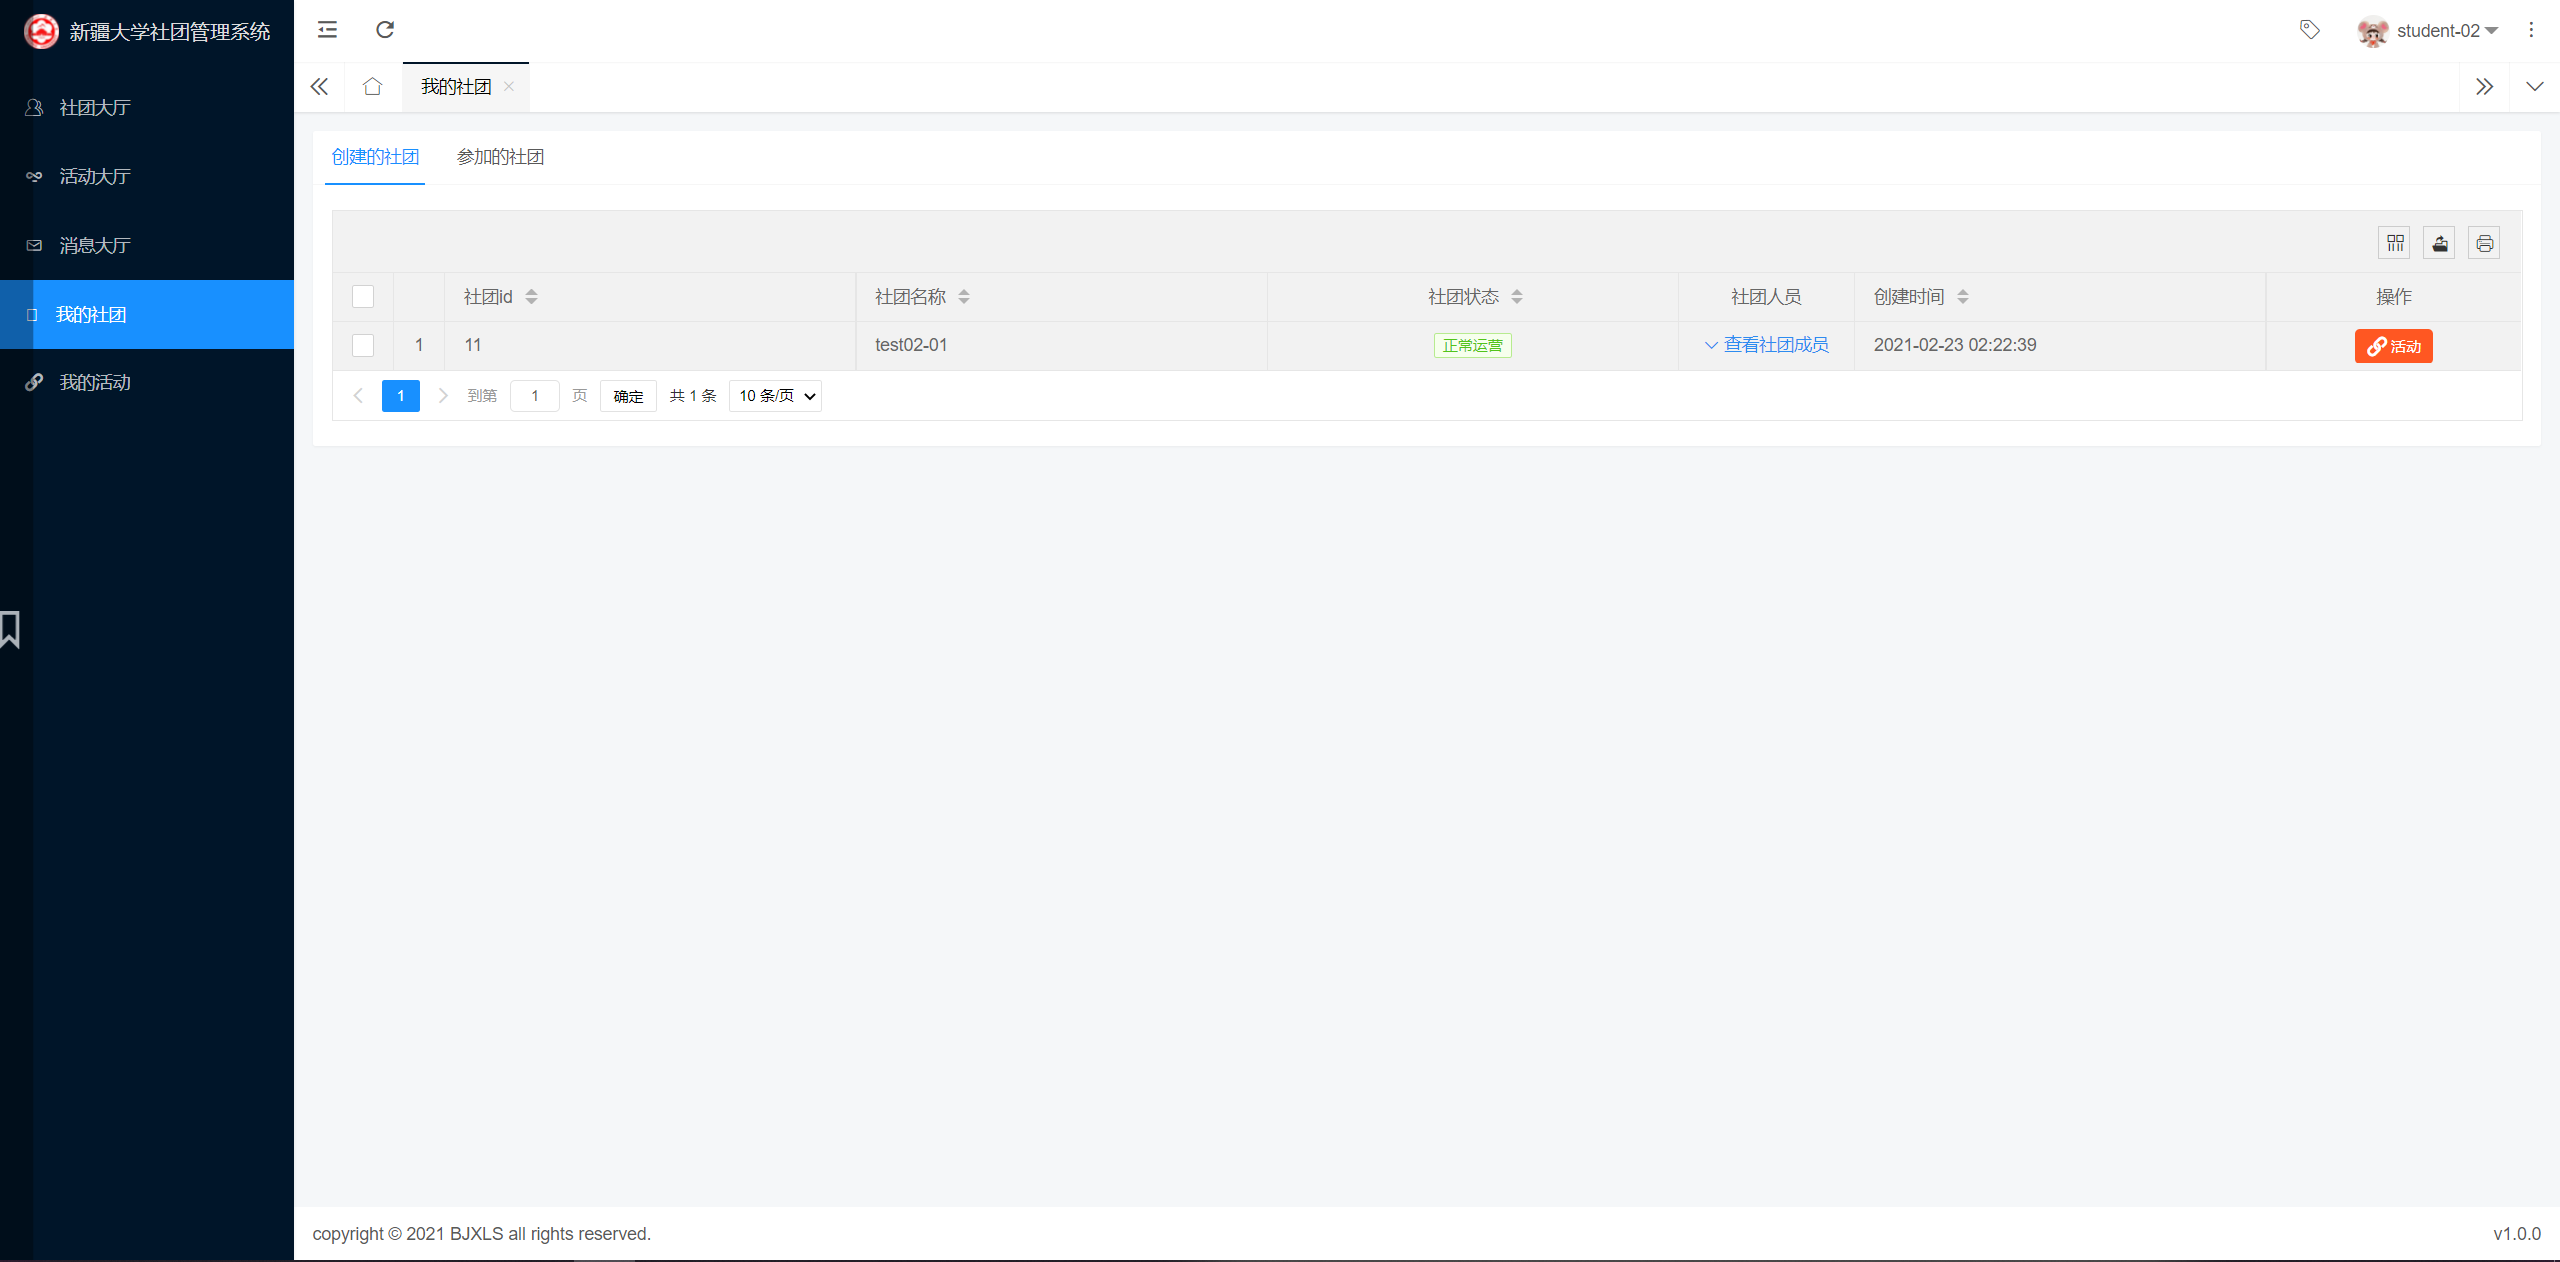 新疆大学社团管理系统
student-02
社团大厅
活动大厅
消息大厅
我的社团
我的活动
我的社团
创建的社团 参加的社团
社团id 社团名称 社团状态 社团人员 创建时间 操作
1 11 test02-01 正常运营 查看社团成员 2021-02-23 02:22:39 活动
1 到第 1 页 确定 共 1 条 10 条/页
copyright © 2021 BJXLS all rights reserved. v1.0.0